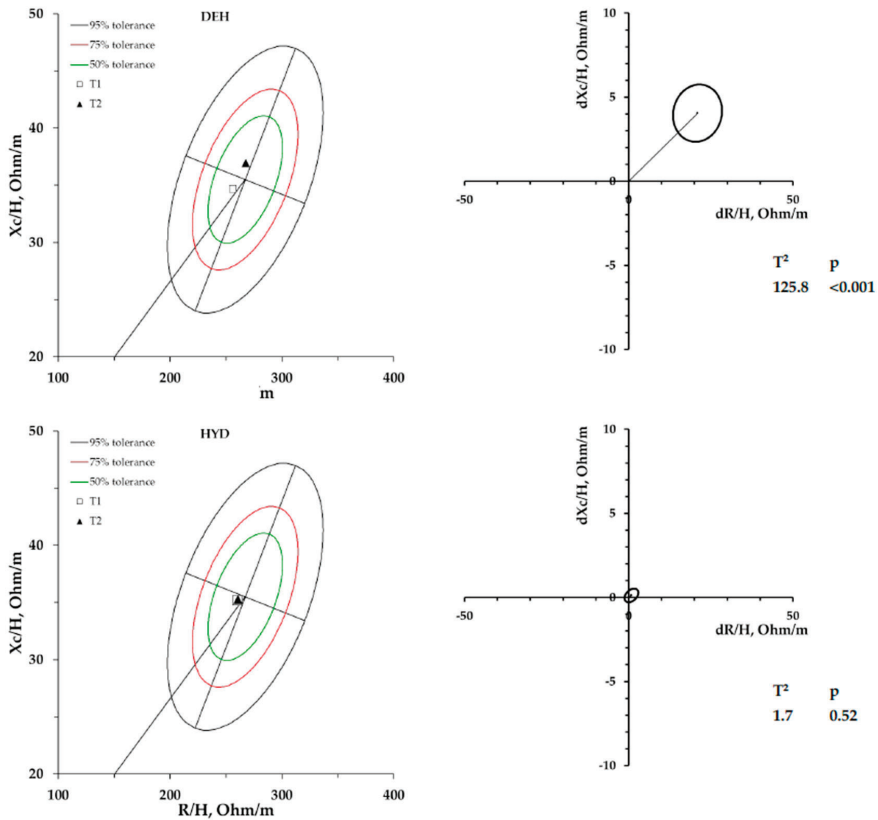 DEH
50
40
30
20
Xc/H, Ohm/m
95% tolerance
75% tolerance
50% tolerance
T1
T2
100 200 300 400
m
10
5
0
-5
-10
dXc/H, Ohm/m
-50 0 50
dR/H, Ohm/m
T² p
125.8 <0.001
HYD
50
40
30
20
Xc/H, Ohm/m
95% tolerance
75% tolerance
50% tolerance
T1
T2
100 200 300 400
R/H, Ohm/m
10
5
0
-5
-10
dXc/H, Ohm/m
-50 0 50
dR/H, Ohm/m
T² p
1.7 0.52